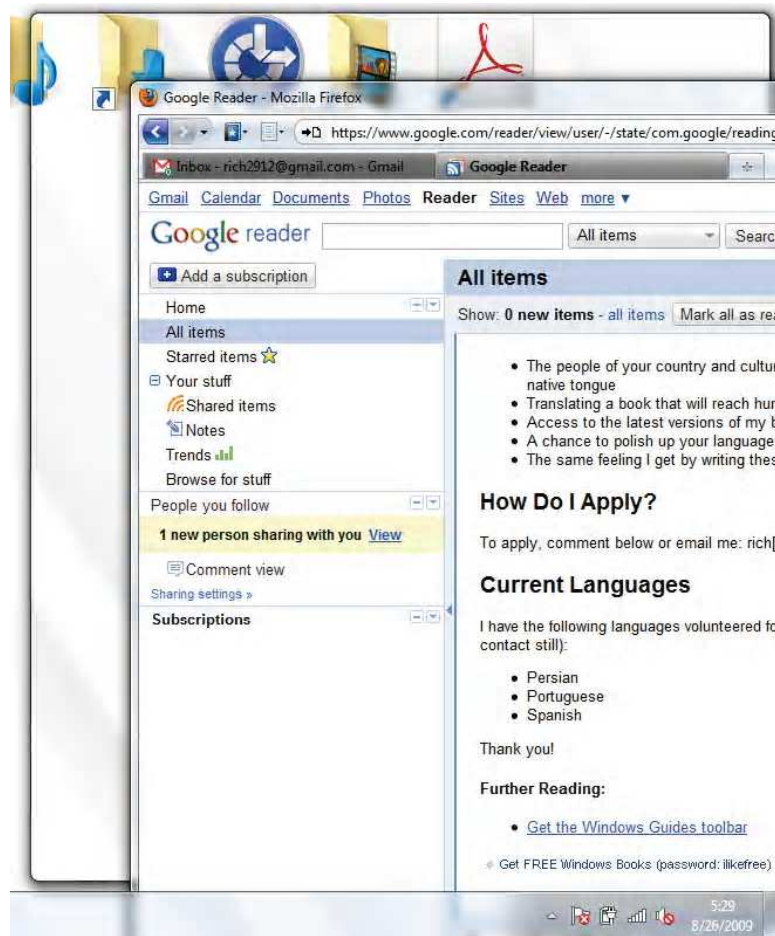 Google Reader - Mozilla Firefox
https://www.google.com/reader/view/user/-/state/com.google/reading
Inbox - rich2912@gmail.com - Gmail
Google Reader
Gmail Calendar Documents Photos Reader Sites Web more ▼
Google reader
All items
Searc
Add a subscription
Home
All items
Starred items
Your stuff
Shared items
Notes
Trends
Browse for stuff
People you follow
1 new person sharing with you View
Comment view
Sharing settings »
Subscriptions
All items
Show: 0 new items - all items Mark all as rea
• The people of your country and cultur
native tongue
• Translating a book that will reach hun
• Access to the latest versions of my b
• A chance to polish up your language
• The same feeling I get by writing thes
How Do I Apply?
To apply, comment below or email me: rich[
Current Languages
I have the following languages volunteered fo
contact still):
• Persian
• Portuguese
• Spanish
Thank you!
Further Reading:
• Get the Windows Guides toolbar
Get FREE Windows Books (password: ilikefree)
5:29
8/26/2009